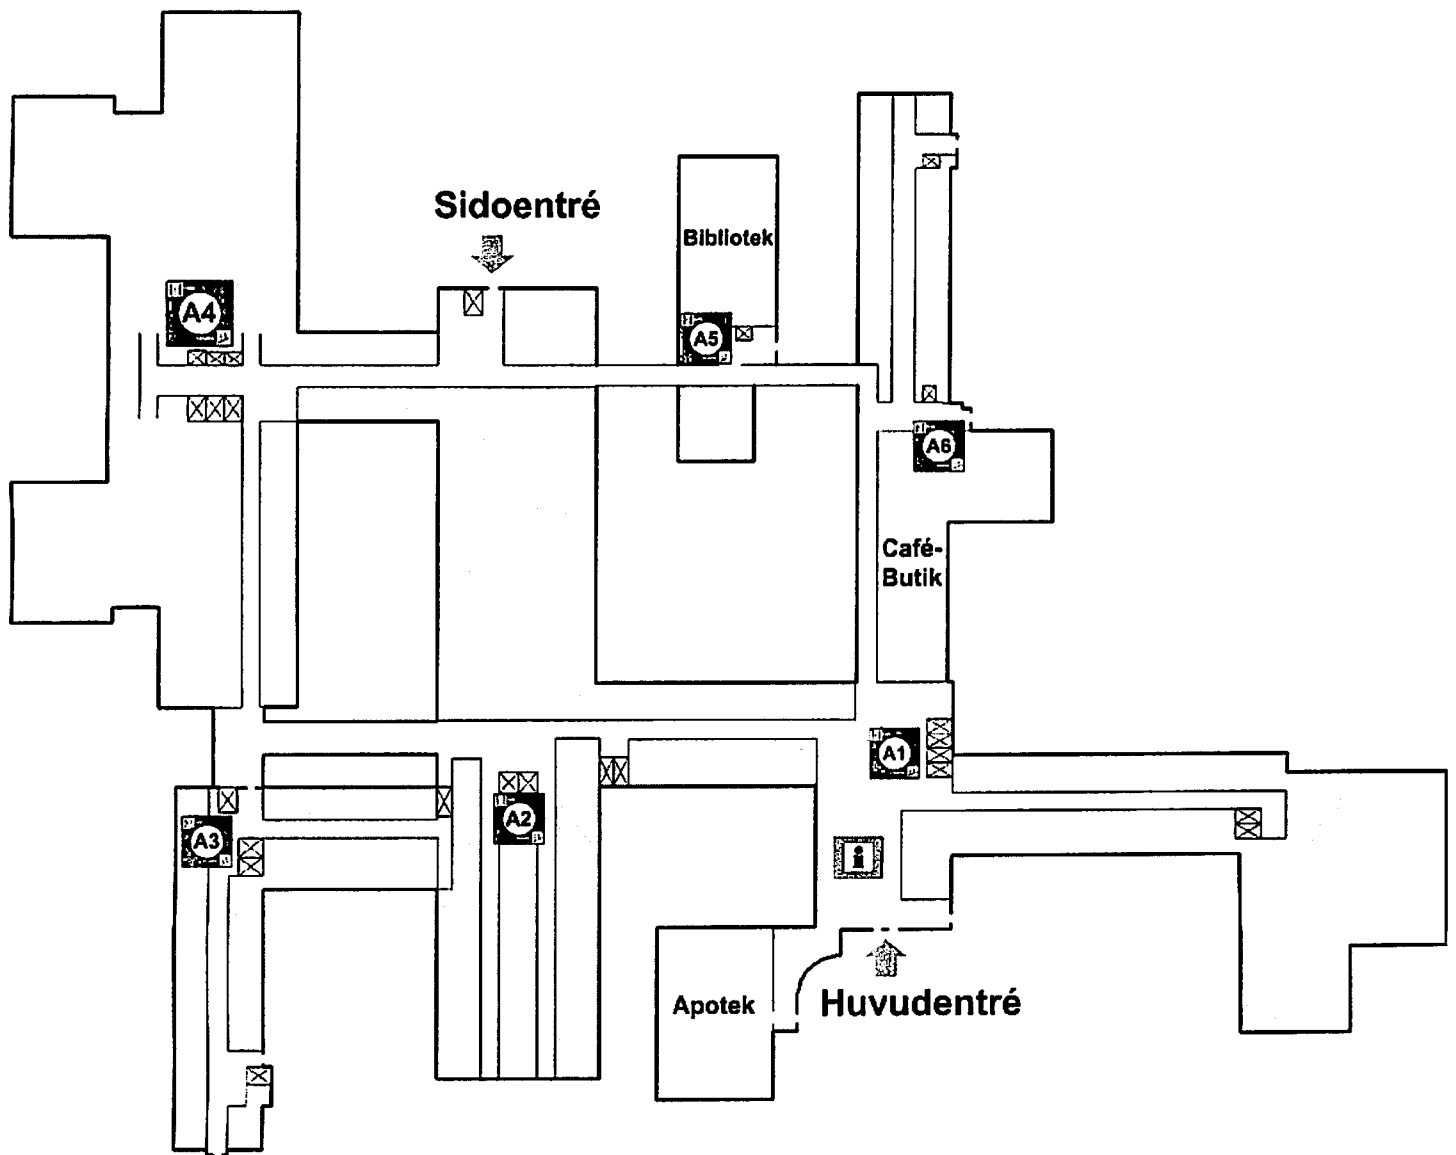 Sidoentré
Bibliotek
A4
A5
A6
Café-
Butik
A1
A2
A3
i
Apotek
Huvudentré